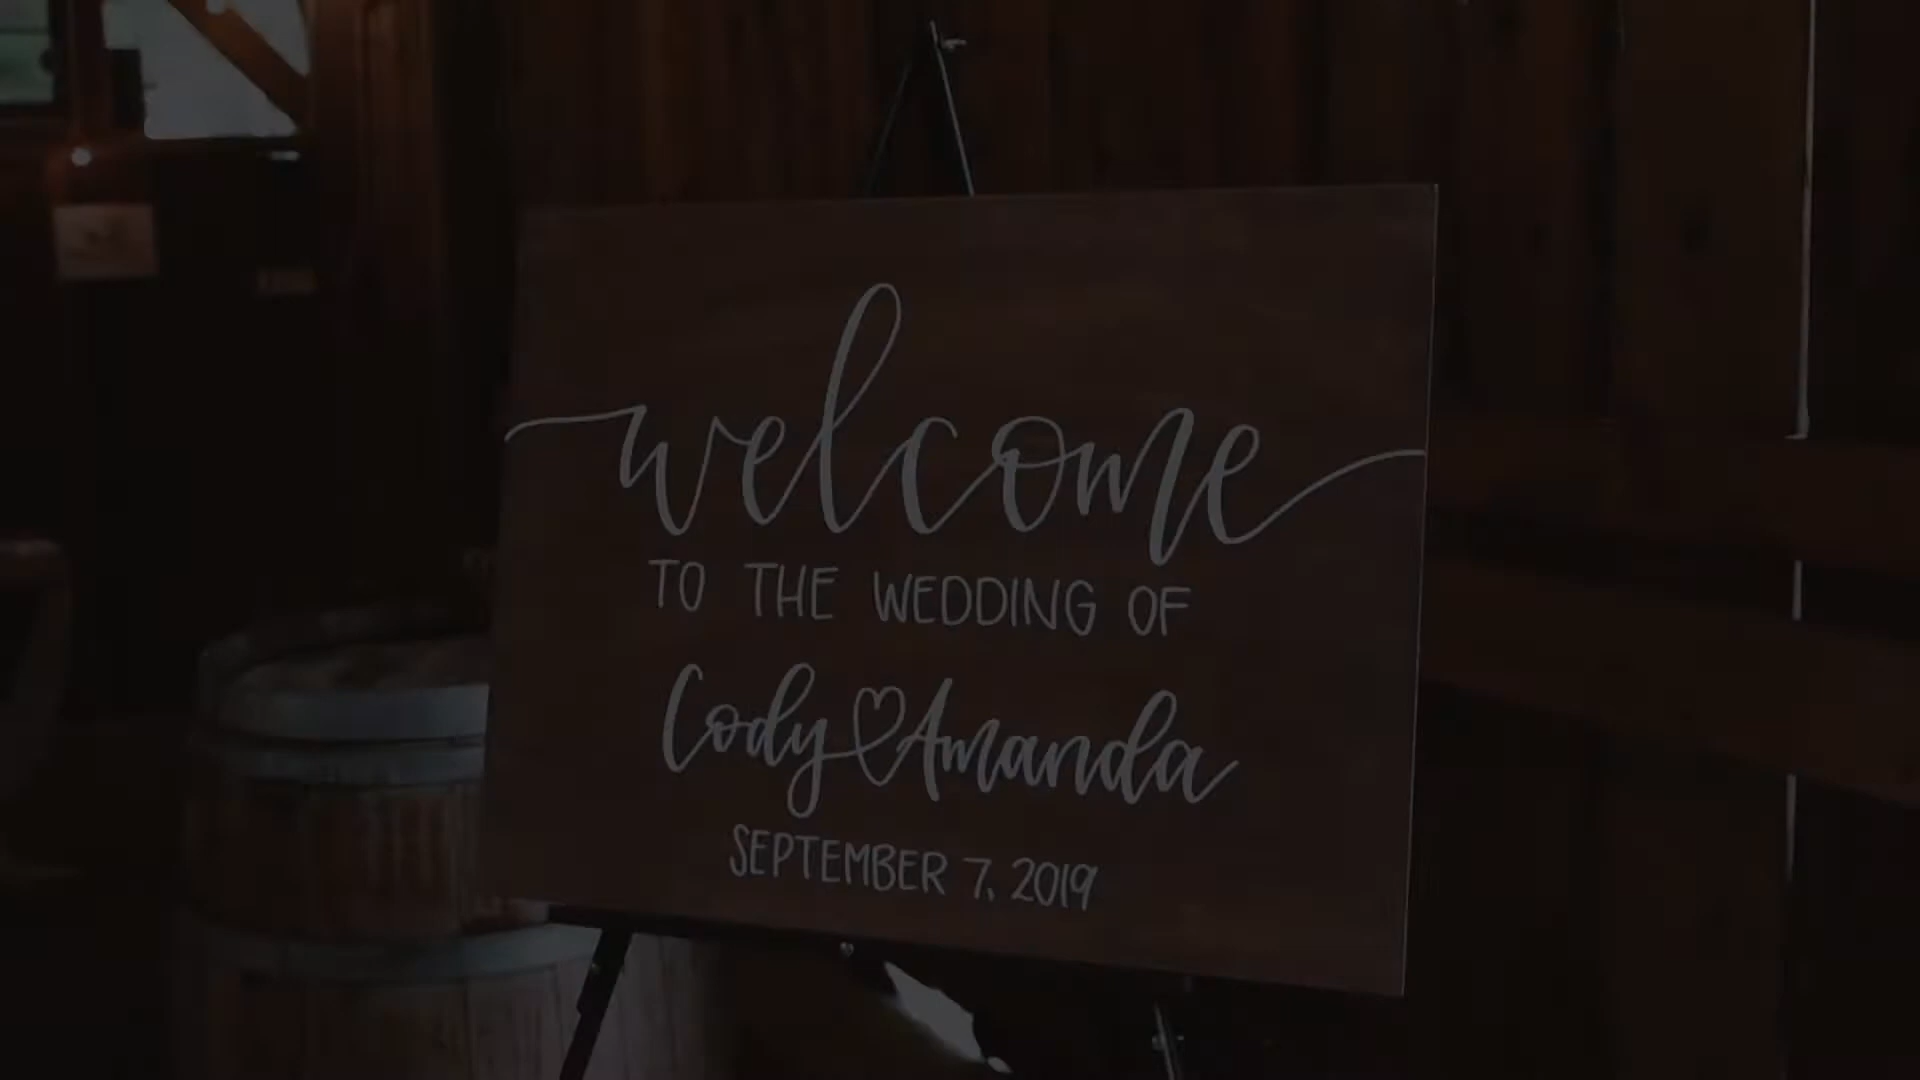 welcome
TO THE WEDDING OF
Cody♡Amanda
SEPTEMBER 7, 2019